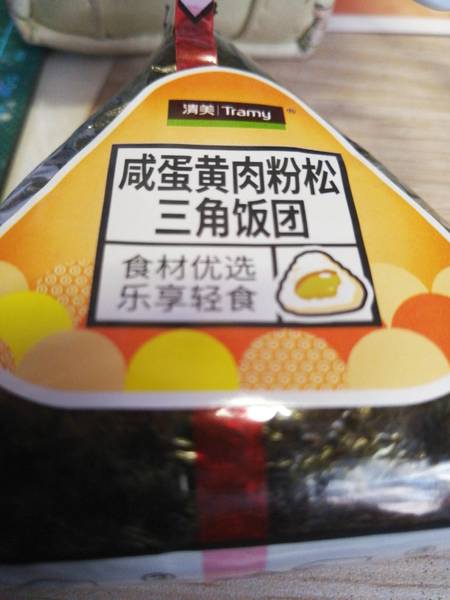 清美 Tramy ®
咸蛋黄肉粉松
三角饭团
食材优选
乐享轻食